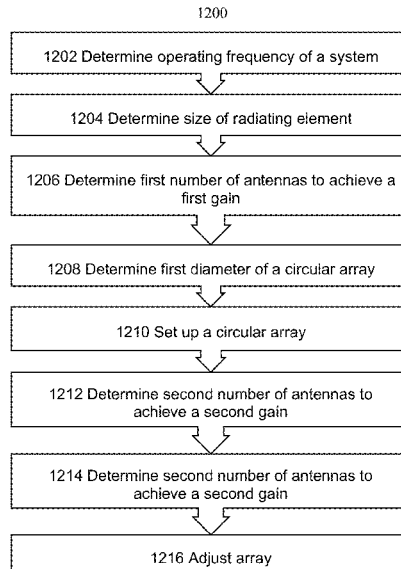 1200
1202 Determine operating frequency of a system
1204 Determine size of radiating element
1206 Determine first number of antennas to achieve a
first gain
1208 Determine first diameter of a circular array
1210 Set up a circular array
1212 Determine second number of antennas to
achieve a second gain
1214 Determine second number of antennas to
achieve a second gain
1216 Adjust array